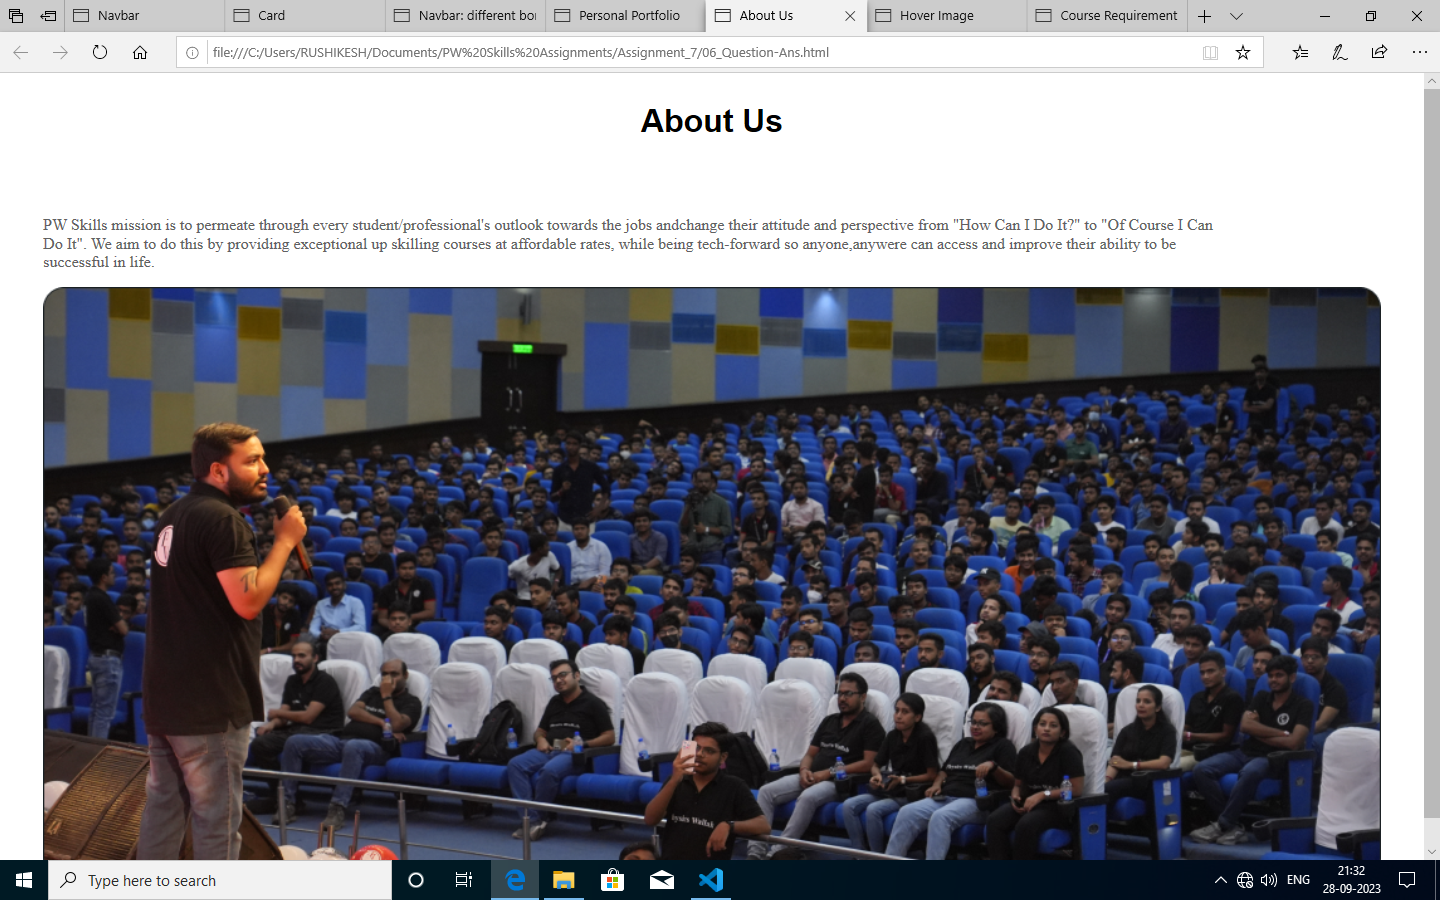 Navbar
Card
Navbar: different bor
Personal Portfolio
About Us
Hover Image
Course Requirement
file:///C:/Users/RUSHIKESH/Documents/PW%20Skills%20Assignments/Assignment_7/06_Question-Ans.html
About Us
PW Skills mission is to permeate through every student/professional's outlook towards the jobs andchange their attitude and perspective from "How Can I Do It?" to "Of Course I Can
Do It". We aim to do this by providing exceptional up skilling courses at affordable rates, while being tech-forward so anyone,anywere can access and improve their ability to be
successful in life.
Type here to search
ENG
21:32
28-09-2023